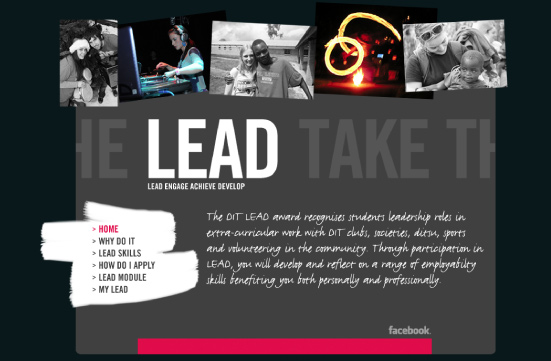 HE LEAD TAKE TH
LEAD ENGAGE ACHIEVE DEVELOP
> HOME
> WHY DO IT
> LEAD SKILLS
> HOW DO I APPLY
> LEAD MODULE
> MY LEAD
The DIT LEAD award recognises students leadership roles in
extra-curricular work with DIT clubs, societies, ditsu, sports
and volunteering in the community. Through participation in
LEAD, you will develop and reflect on a range of employabilty
skills benefiting you both personally and professionally.
facebook.